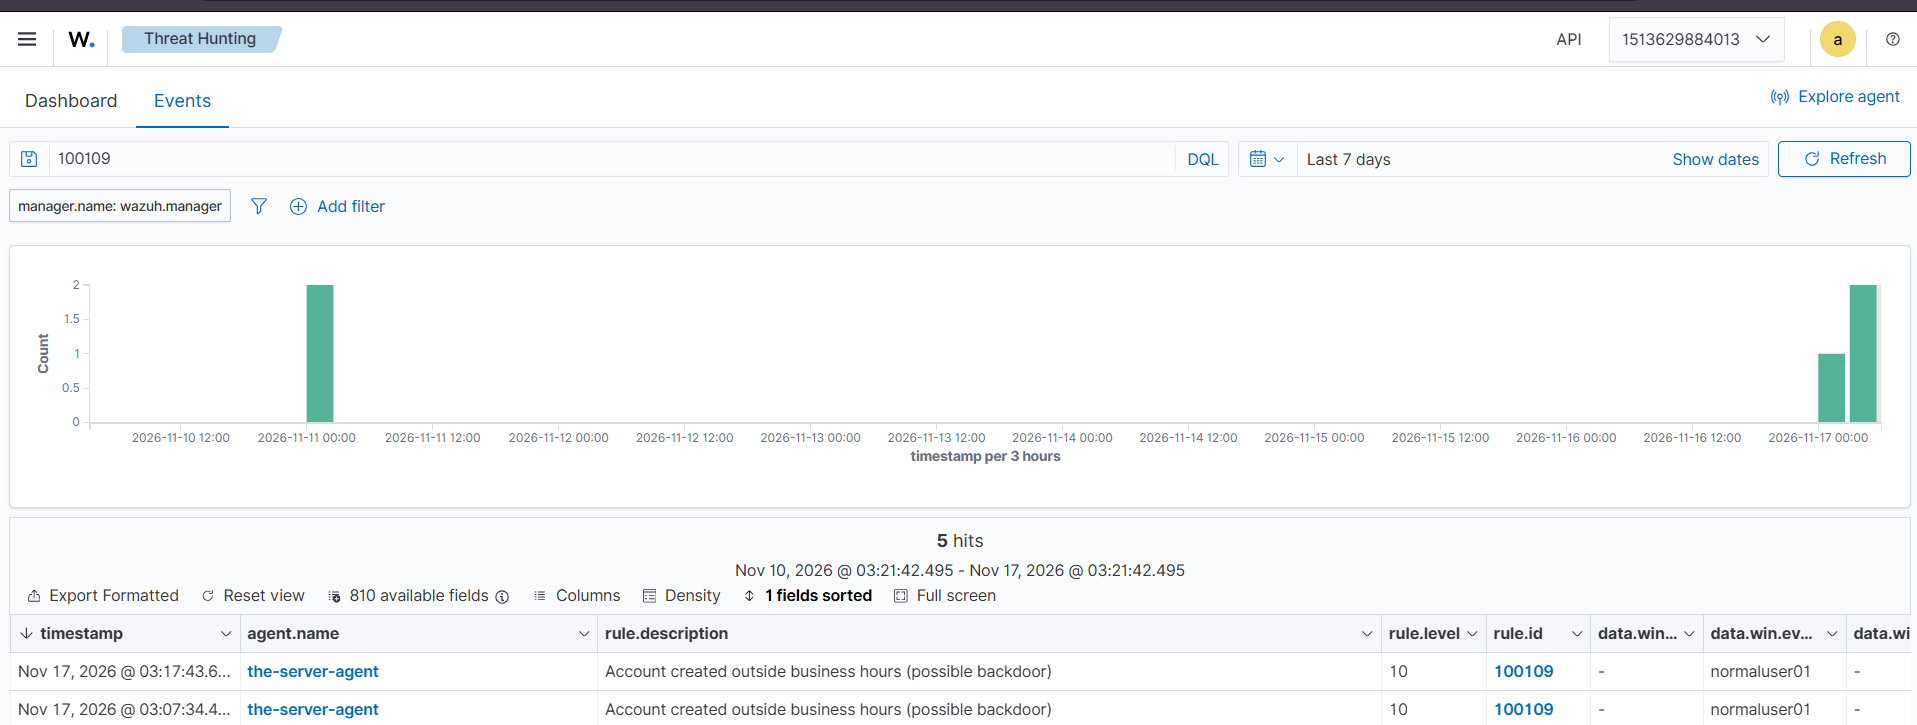 W. Threat Hunting API 1513629884013 a
Dashboard Events Explore agent
100109 DQL Last 7 days Show dates Refresh
manager.name: wazuh.manager Add filter
2
1.5
1
0.5
0
Count
2026-11-10 12:00 2026-11-11 00:00 2026-11-11 12:00 2026-11-12 00:00 2026-11-12 12:00 2026-11-13 00:00 2026-11-13 12:00 2026-11-14 00:00 2026-11-14 12:00 2026-11-15 00:00 2026-11-15 12:00 2026-11-16 00:00 2026-11-16 12:00 2026-11-17 00:00
timestamp per 3 hours
5 hits
Nov 10, 2026 @ 03:21:42.495 - Nov 17, 2026 @ 03:21:42.495
Export Formatted Reset view 810 available fields Columns Density 1 fields sorted Full screen
timestamp agent.name rule.description rule.level rule.id data.win... data.win.ev... data.wi
Nov 17, 2026 @ 03:17:43.6... the-server-agent Account created outside business hours (possible backdoor) 10 100109 - normaluser01 -
Nov 17, 2026 @ 03:07:34.4... the-server-agent Account created outside business hours (possible backdoor) 10 100109 - normaluser01 -